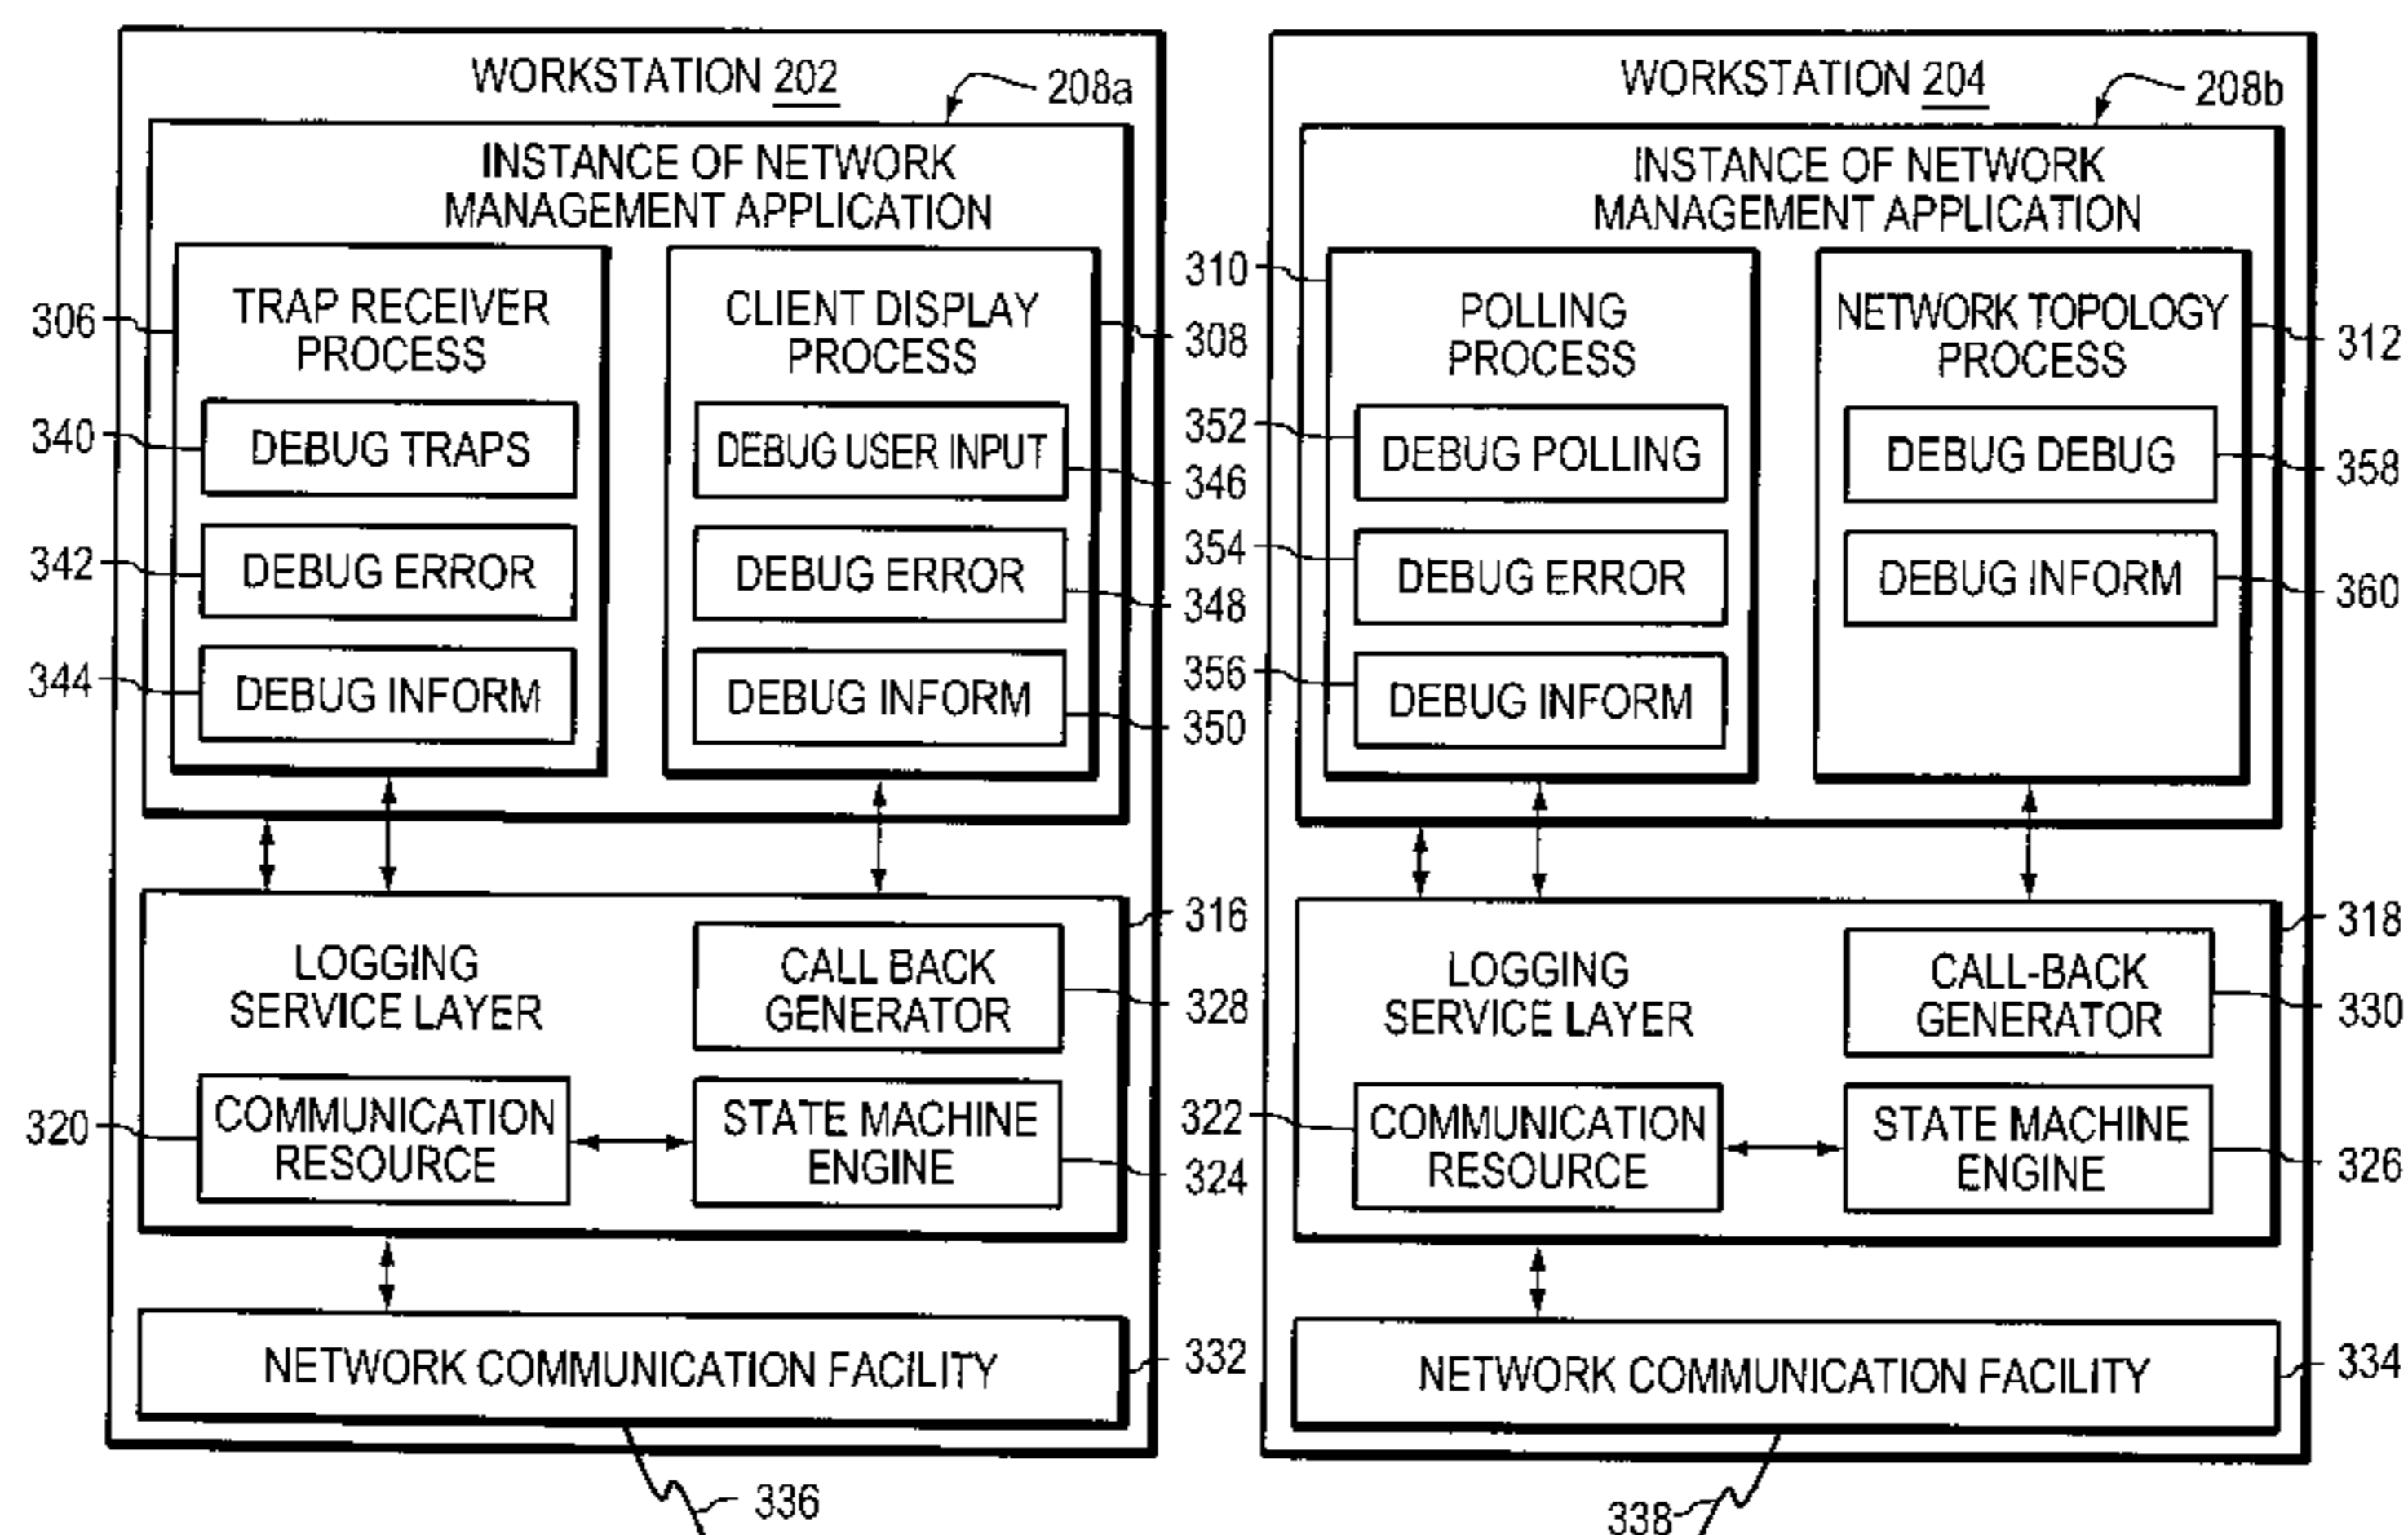 WORKSTATION 202
208a
INSTANCE OF NETWORK
MANAGEMENT APPLICATION
306
TRAP RECEIVER
PROCESS
340
DEBUG TRAPS
342
DEBUG ERROR
344
DEBUG INFORM
CLIENT DISPLAY
PROCESS
308
DEBUG USER INPUT
346
DEBUG ERROR
348
DEBUG INFORM
350
LOGGING
SERVICE LAYER
316
CALL BACK
GENERATOR
328
320
COMMUNICATION
RESOURCE
STATE MACHINE
ENGINE
324
NETWORK COMMUNICATION FACILITY
332
336
WORKSTATION 204
208b
INSTANCE OF NETWORK
MANAGEMENT APPLICATION
310
POLLING
PROCESS
352
DEBUG POLLING
354
DEBUG ERROR
356
DEBUG INFORM
NETWORK TOPOLOGY
PROCESS
312
DEBUG DEBUG
358
DEBUG INFORM
360
LOGGING
SERVICE LAYER
318
CALL-BACK
GENERATOR
330
322
COMMUNICATION
RESOURCE
STATE MACHINE
ENGINE
326
NETWORK COMMUNICATION FACILITY
334
338